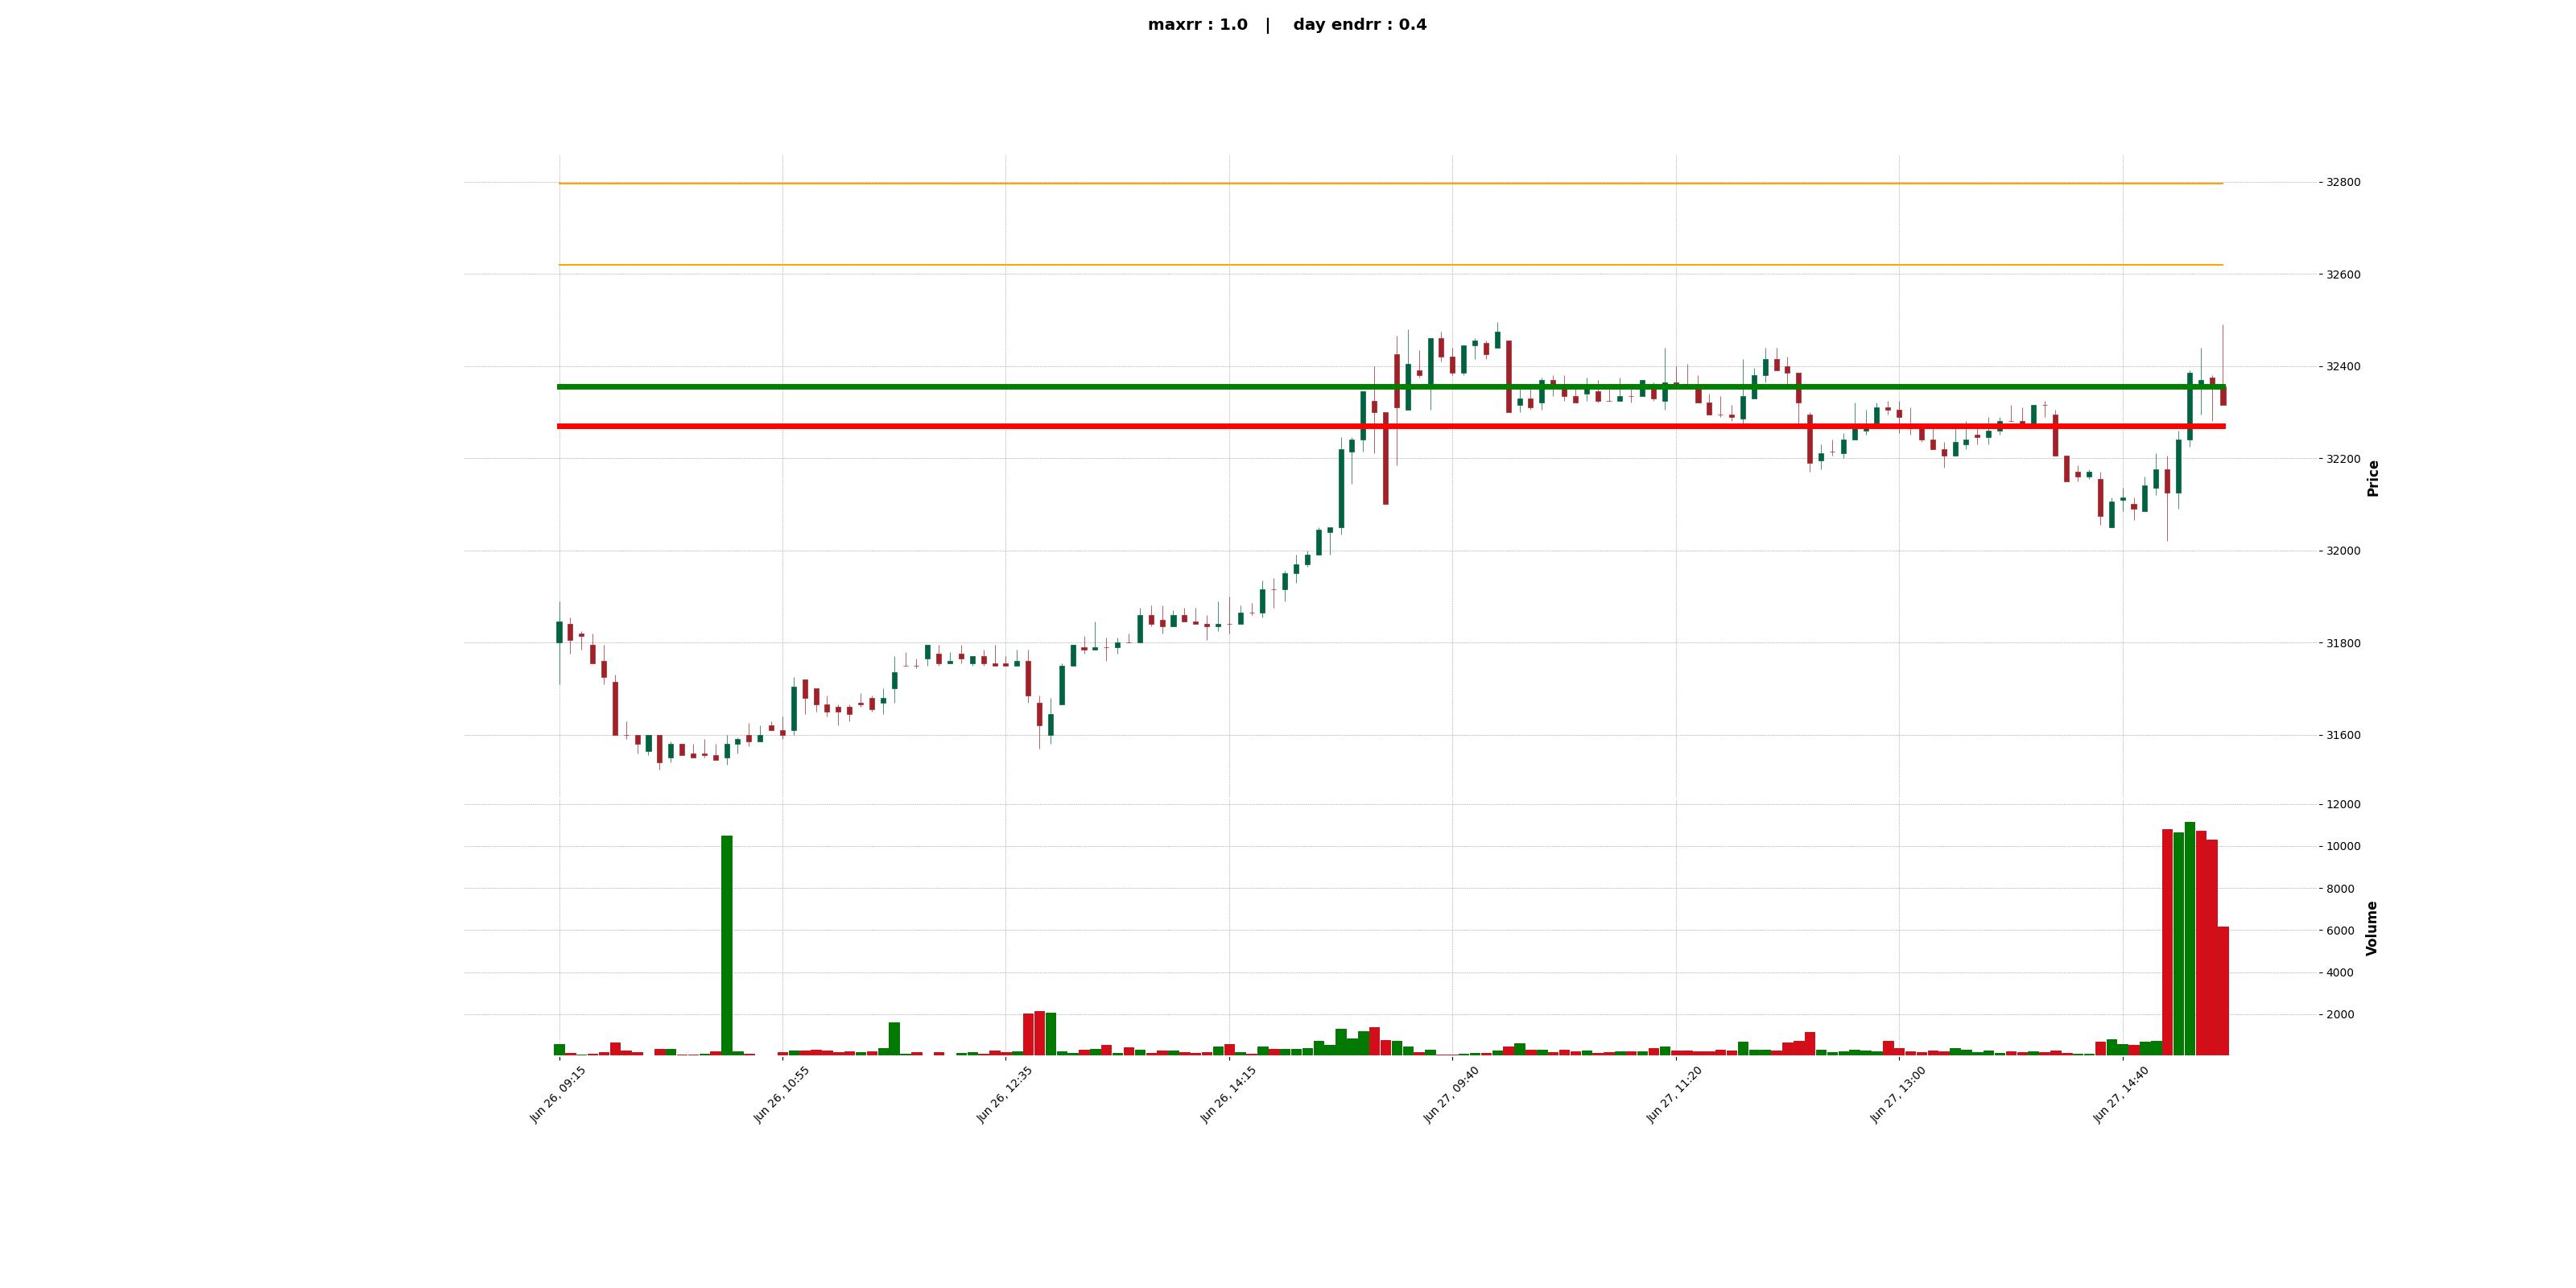 maxrr : 1.0   |    day endrr : 0.4
32800
32600
32400
32200
32000
31800
31600
Price
12000
10000
8000
6000
4000
2000
Volume
Jun 26, 09:15
Jun 26, 10:55
Jun 26, 12:35
Jun 26, 14:15
Jun 27, 09:40
Jun 27, 11:20
Jun 27, 13:00
Jun 27, 14:40